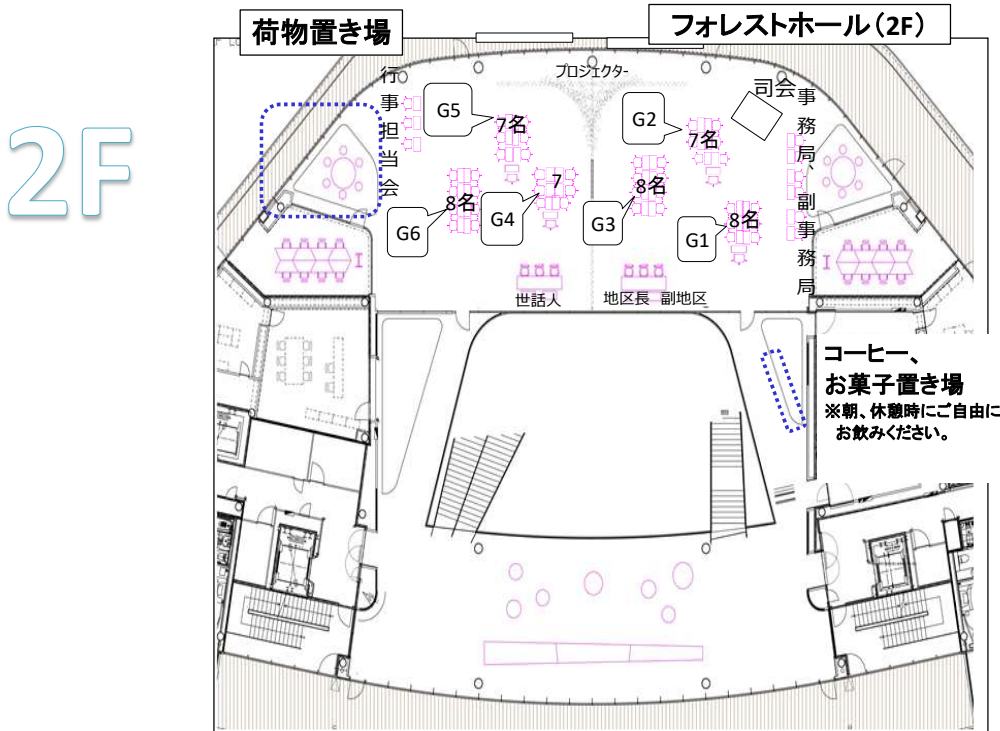 荷物置き場
フォレストホール（2F）
2F
プロジェクター
行事担当会
司会
事務局、副事務局
G5
7名
G2
7名
8名
G6
G4
7
8名
G3
8名
G1
世話人
地区長 副地区
コーヒー、
お菓子置き場
※朝、休憩時にご自由に
お飲みください。